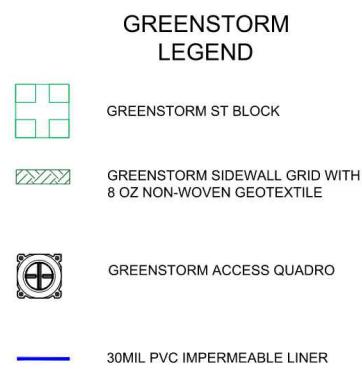 GREENSTORM
LEGEND
GREENSTORM ST BLOCK
GREENSTORM SIDEWALL GRID WITH
8 OZ NON-WOVEN GEOTEXTILE
GREENSTORM ACCESS QUADRO
30MIL PVC IMPERMEABLE LINER